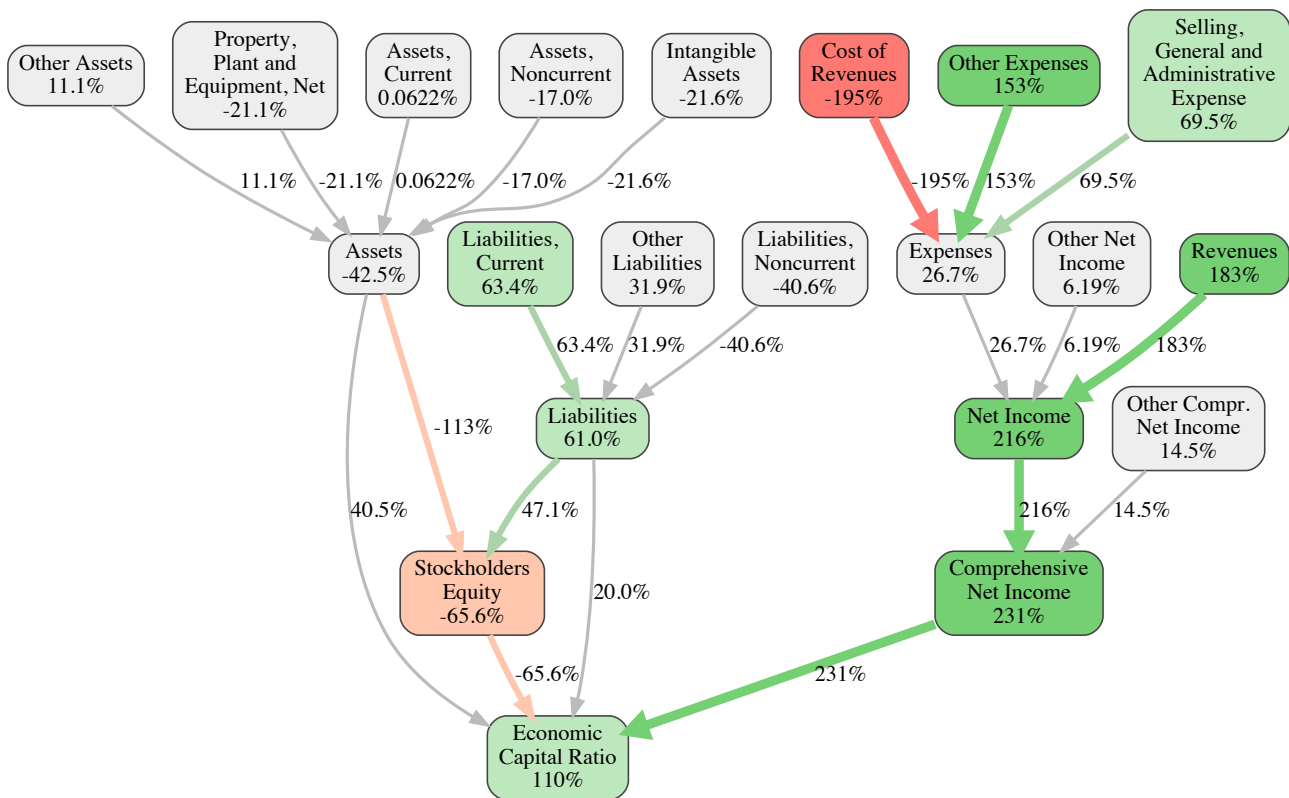 Other Assets
11.1%
Property,
Plant and
Equipment, Net
-21.1%
Assets,
Current
0.0622%
Assets,
Noncurrent
-17.0%
Intangible
Assets
-21.6%
Cost of
Revenues
-195%
Other Expenses
153%
Selling,
General and
Administrative
Expense
69.5%
11.1%
-21.1%
0.0622%
-17.0%
-21.6%
-195%
153%
69.5%
Assets
-42.5%
Liabilities,
Current
63.4%
Other
Liabilities
31.9%
Liabilities,
Noncurrent
-40.6%
Expenses
26.7%
Other Net
Income
6.19%
Revenues
183%
63.4%
31.9%
-40.6%
26.7%
6.19%
183%
-113%
Liabilities
61.0%
Net Income
216%
Other Compr.
Net Income
14.5%
40.5%
47.1%
216%
14.5%
Stockholders
Equity
-65.6%
20.0%
Comprehensive
Net Income
231%
-65.6%
231%
Economic
Capital Ratio
110%